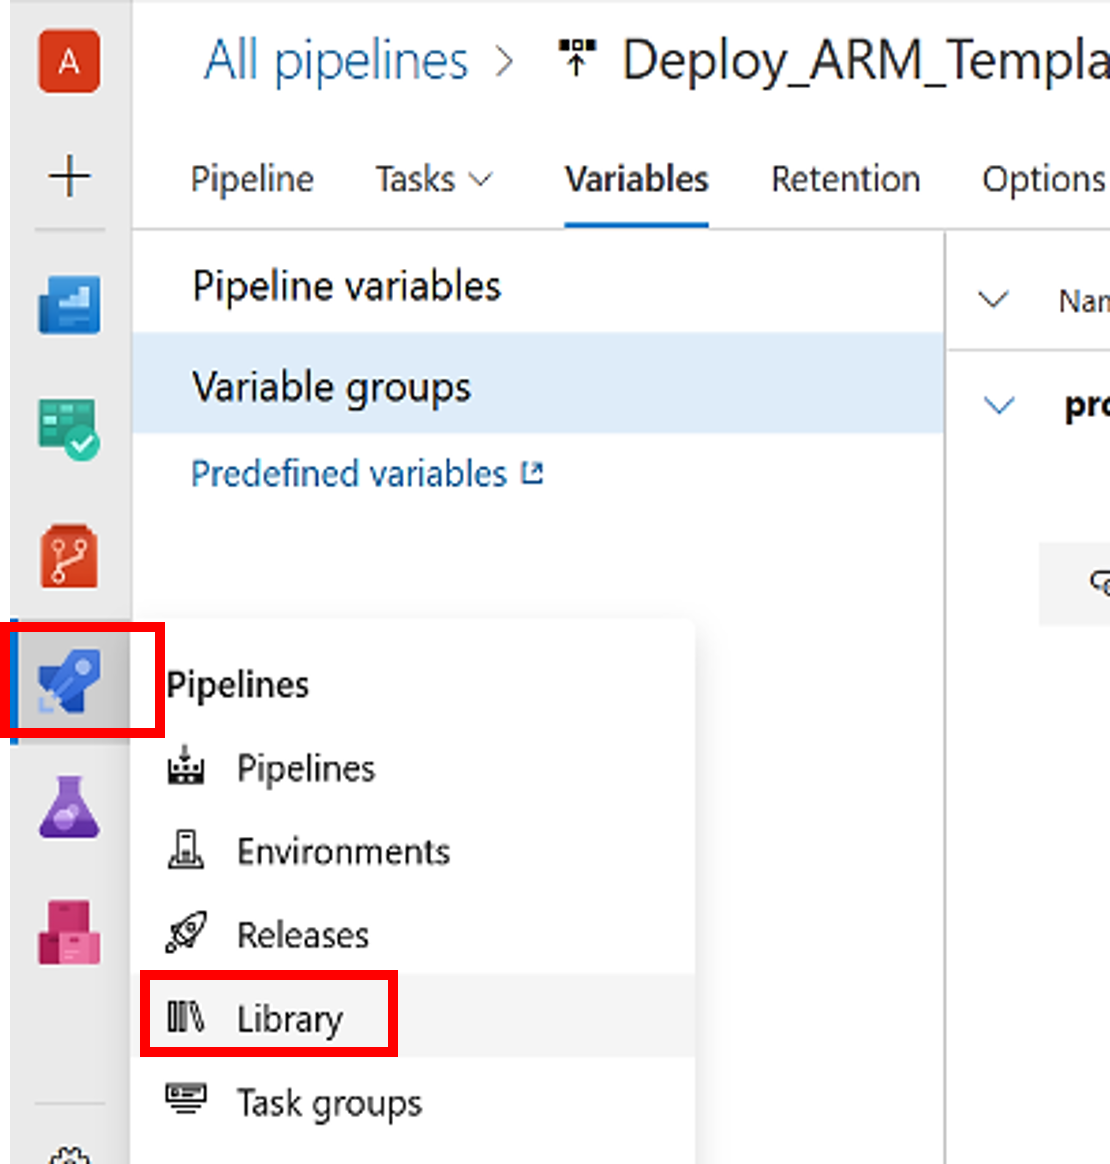 A
All pipelines > Deploy_ARM_Templa
Pipeline Tasks Variables Retention Options
Pipeline variables
Variable groups
Predefined variables
Nam
pro
Pipelines
Pipelines
Environments
Releases
Library
Task groups